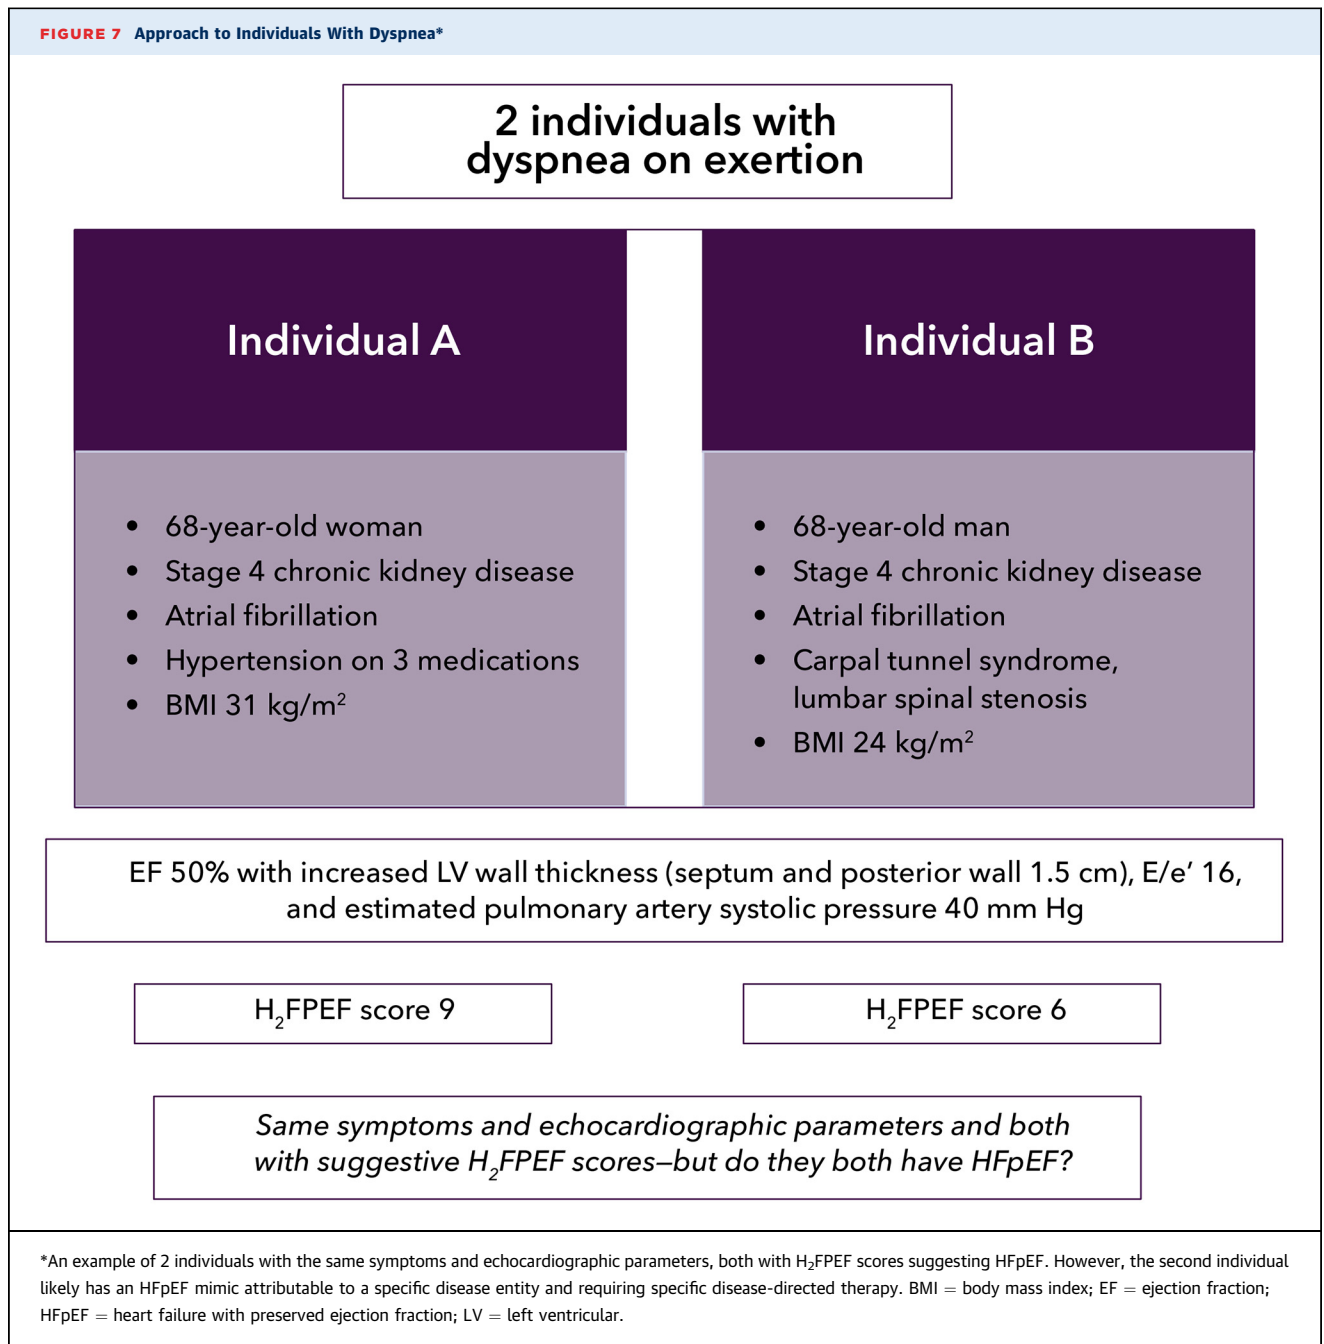 FIGURE 7 Approach to Individuals With Dyspnea*
2 individuals with
dyspnea on exertion
Individual A
• 68-year-old woman
• Stage 4 chronic kidney disease
• Atrial fibrillation
• Hypertension on 3 medications
• BMI 31 kg/m²
Individual B
• 68-year-old man
• Stage 4 chronic kidney disease
• Atrial fibrillation
• Carpal tunnel syndrome,
lumbar spinal stenosis
• BMI 24 kg/m²
EF 50% with increased LV wall thickness (septum and posterior wall 1.5 cm), E/e’ 16,
and estimated pulmonary artery systolic pressure 40 mm Hg
H₂FPEF score 9
H₂FPEF score 6
Same symptoms and echocardiographic parameters and both
with suggestive H₂FPEF scores—but do they both have HFpEF?
*An example of 2 individuals with the same symptoms and echocardiographic parameters, both with H₂FPEF scores suggesting HFpEF. However, the second individual
likely has an HFpEF mimic attributable to a specific disease entity and requiring specific disease-directed therapy. BMI = body mass index; EF = ejection fraction;
HFpEF = heart failure with preserved ejection fraction; LV = left ventricular.